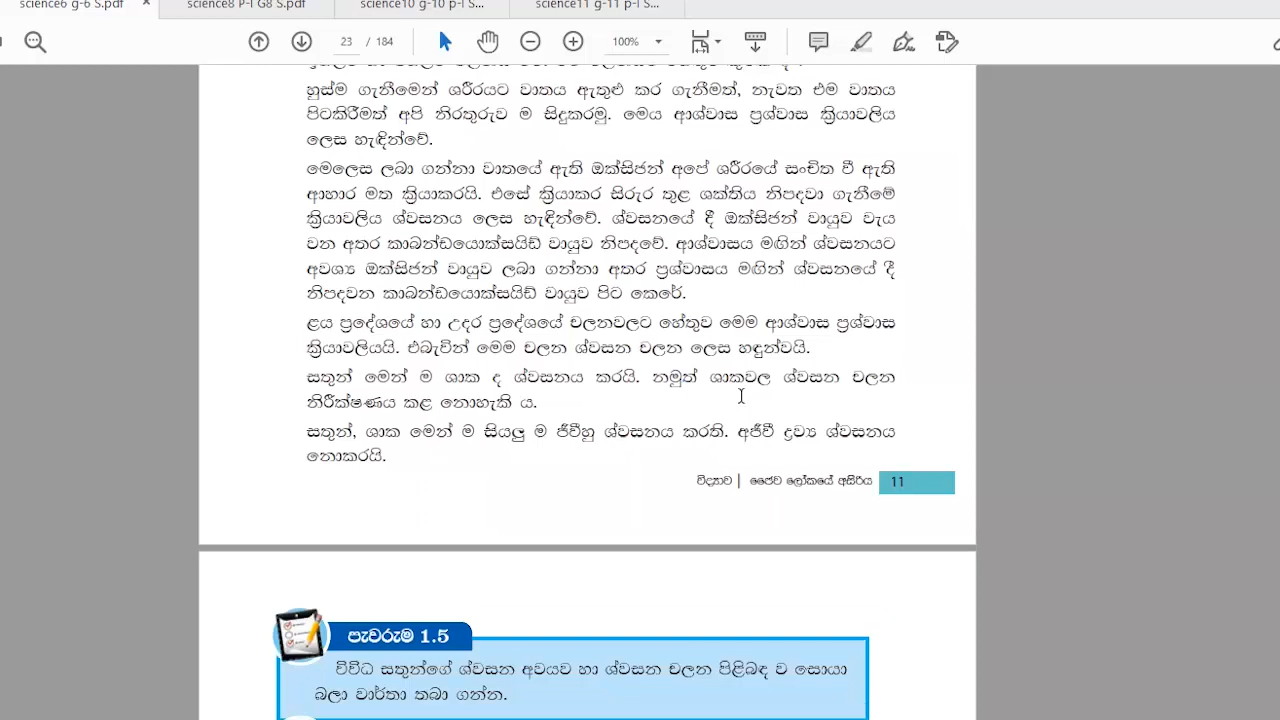 science6 g-6 S.pdf × science8 P-I G8 S.pdf science10 g-10 p-I S... science11 g-11 p-I S...
23 / 184 100%
හුස්ම ගැනීමෙන් ශරීරයට වාතය ඇතුළු කර ගැනීමත්, නැවත එම වාතය
පිටකිරීමත් අපි නිරතුරුව ම සිදුකරමු. මෙය ආශ්වාස ප්‍රශ්වාස ක්‍රියාවලිය
ලෙස හැඳින්වේ.
මෙලෙස ලබා ගන්නා වාතයේ ඇති ඔක්සිජන් අපේ ශරීරයේ සංචිත වී ඇති
ආහාර මත ක්‍රියාකරයි. එසේ ක්‍රියාකර සිරුර තුළ ශක්තිය නිපදවා ගැනීමේ
ක්‍රියාවලිය ශ්වසනය ලෙස හැඳින්වේ. ශ්වසනයේ දී ඔක්සිජන් වායුව වැය
වන අතර කාබන්ඩයොක්සයිඩ් වායුව නිපදවේ. ආශ්වාසය මඟින් ශ්වසනයට
අවශ්‍ය ඔක්සිජන් වායුව ලබා ගන්නා අතර ප්‍රශ්වාසය මඟින් ශ්වසනයේ දී
නිපදවන කාබන්ඩයොක්සයිඩ් වායුව පිට කෙරේ.
ළය ප්‍රදේශයේ හා උදර ප්‍රදේශයේ චලනවලට හේතුව මෙම ආශ්වාස ප්‍රශ්වාස
ක්‍රියාවලියයි. එබැවින් මෙම චලන ශ්වසන චලන ලෙස හඳුන්වයි.
සතුන් මෙන් ම ශාක ද ශ්වසනය කරයි. නමුත් ශාකවල ශ්වසන චලන
නිරීක්ෂණය කළ නොහැකි ය.
සතුන්, ශාක මෙන් ම සියලු ම ජීවීහු ශ්වසනය කරති. අජීවී ද්‍රව්‍ය ශ්වසනය
නොකරයි.
විද්‍යාව | ජෛව ලෝකයේ අසිරිය 11
පැවරුම 1.5
විවිධ සතුන්ගේ ශ්වසන අවයව හා ශ්වසන චලන පිළිබඳ ව සොයා
බලා වාර්තා තබා ගන්න.